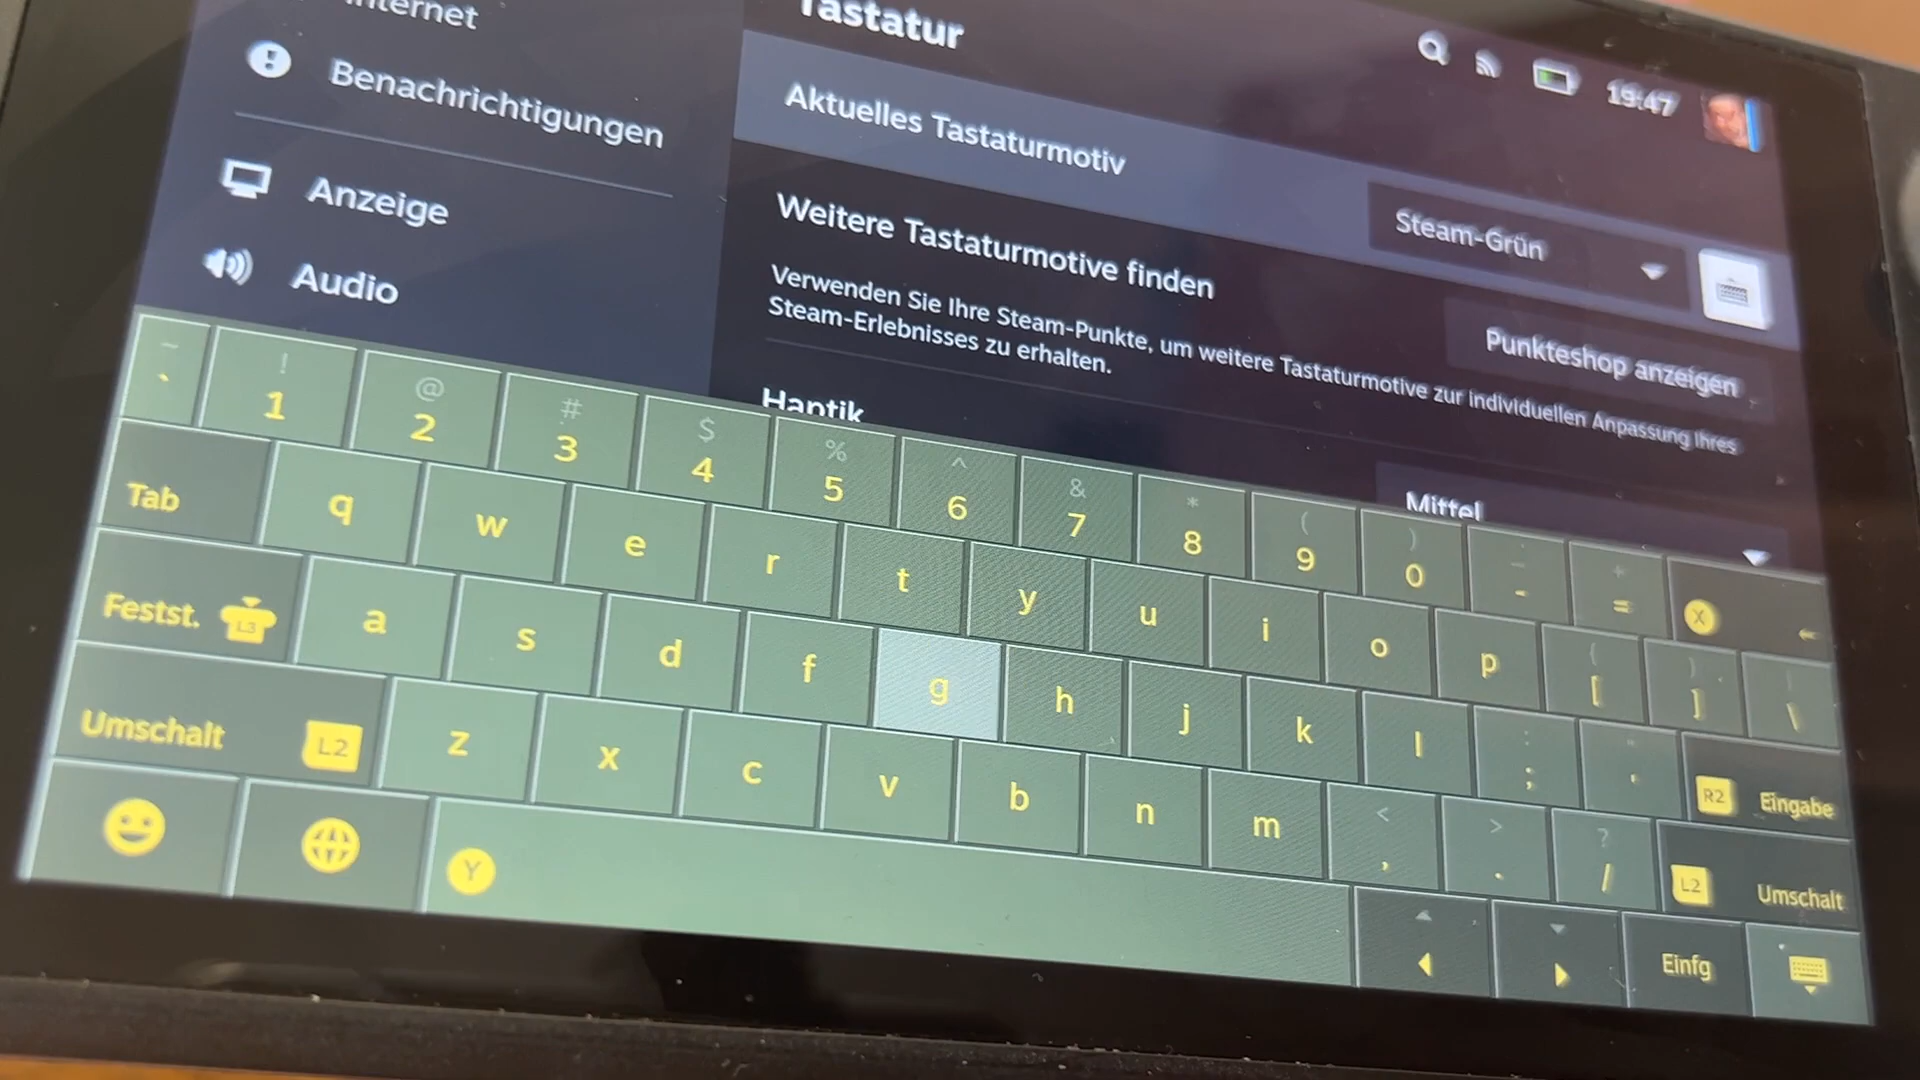 Internet
Benachrichtigungen
Anzeige
Audio
Tastatur
19:47
Aktuelles Tastaturmotiv
Steam-Grün
Weitere Tastaturmotive finden
Verwenden Sie Ihre Steam-Punkte, um weitere Tastaturmotive zur individuellen Anpassung Ihres
Steam-Erlebnisses zu erhalten.
Punkteshop anzeigen
Haptik
Mittel
~ ! @ # $ % ^ & * ( ) _ +
` 1 2 3 4 5 6 7 8 9 0 - = X ←
Tab q w e r t y u i o p { [ } ] \
Festst. L3 a s d f g h j k l : ; " ' R2 Eingabe
Umschalt L2 z x c v b n m < , > . ? / L2 Umschalt
Y Einfg